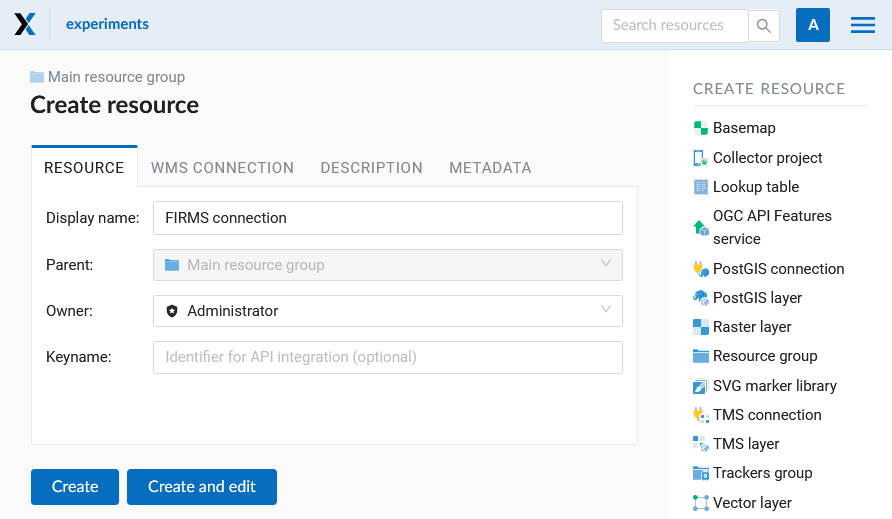 experiments
Search resources
A
Main resource group
Create resource
RESOURCE
WMS CONNECTION
DESCRIPTION
METADATA
Display name:
FIRMS connection
Parent:
Main resource group
Owner:
Administrator
Keyname:
Identifier for API integration (optional)
Create
Create and edit
CREATE RESOURCE
Basemap
Collector project
Lookup table
OGC API Features
service
PostGIS connection
PostGIS layer
Raster layer
Resource group
SVG marker library
TMS connection
TMS layer
Trackers group
Vector layer